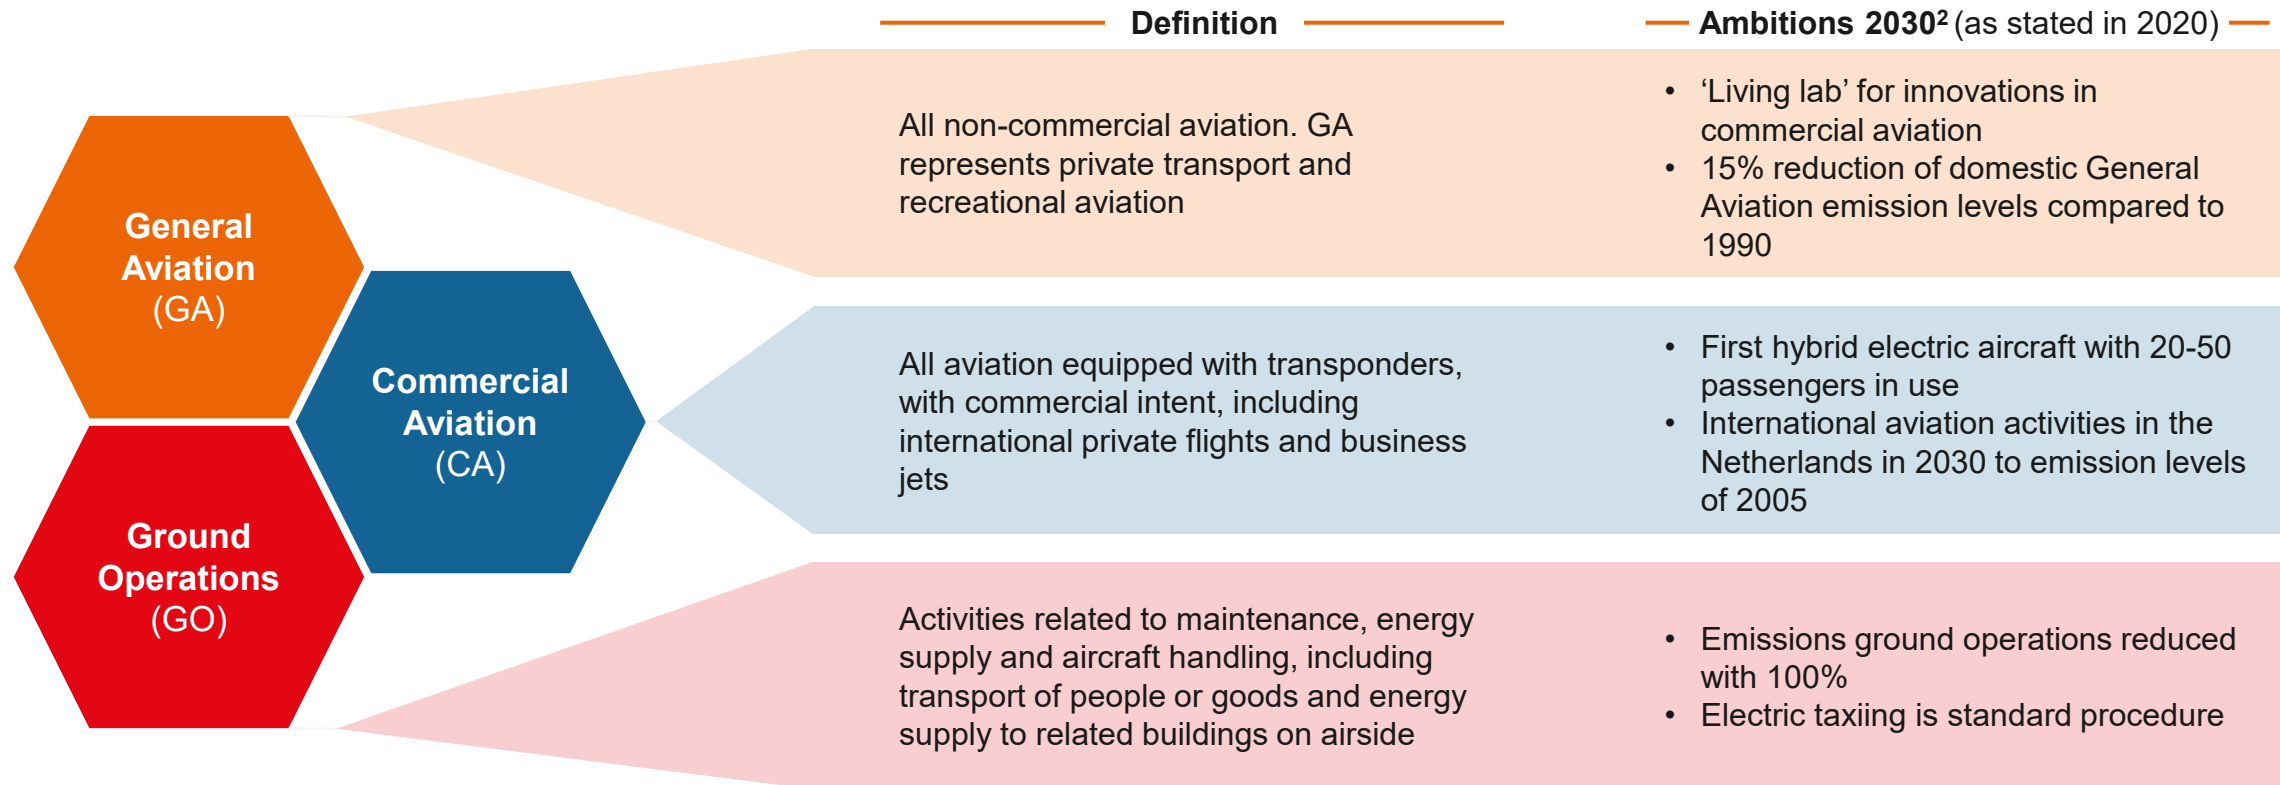 Definition
Ambitions 2030² (as stated in 2020)
General
Aviation
(GA)
All non-commercial aviation. GA
represents private transport and
recreational aviation
• ‘Living lab’ for innovations in
commercial aviation
• 15% reduction of domestic General
Aviation emission levels compared to
1990
Commercial
Aviation
(CA)
All aviation equipped with transponders,
with commercial intent, including
international private flights and business
jets
• First hybrid electric aircraft with 20-50
passengers in use
• International aviation activities in the
Netherlands in 2030 to emission levels
of 2005
Ground
Operations
(GO)
Activities related to maintenance, energy
supply and aircraft handling, including
transport of people or goods and energy
supply to related buildings on airside
• Emissions ground operations reduced
with 100%
• Electric taxiing is standard procedure